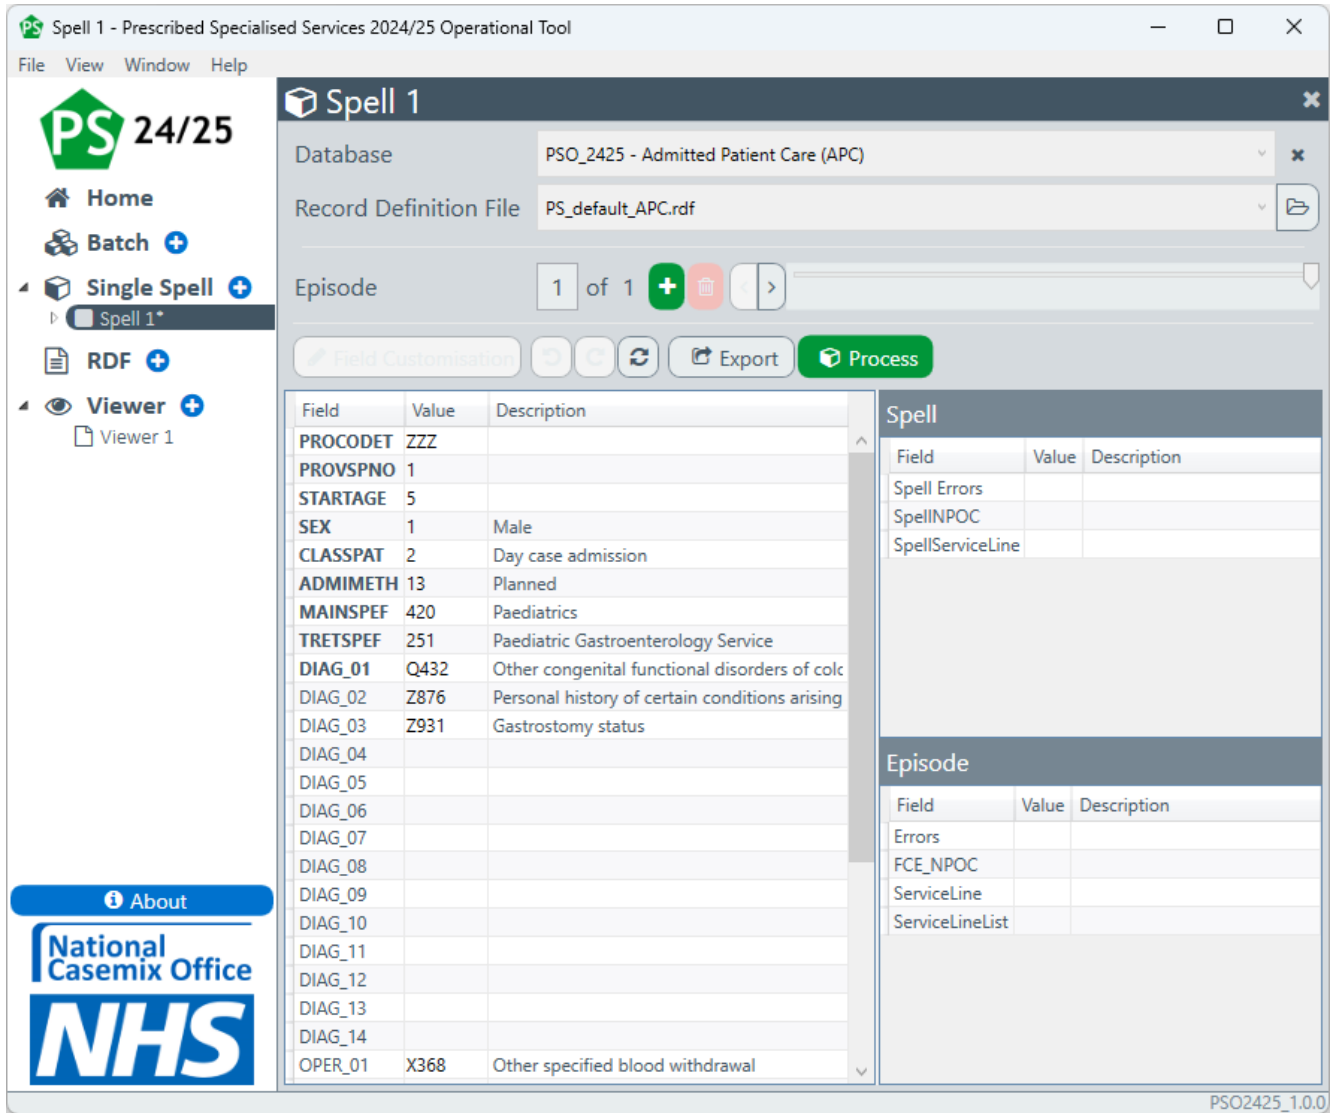 Spell 1 - Prescribed Specialised Services 2024/25 Operational Tool
File View Window Help
PS 24/25
Home
Batch
Single Spell
Spell 1*
RDF
Viewer
Viewer 1
About
National
Casemix Office
NHS
Spell 1
Database PSO_2425 - Admitted Patient Care (APC)
Record Definition File PS_default_APC.rdf
Episode 1 of 1
Field Customisation Export Process
Field Value Description
PROCODET ZZZ
PROVSPNO 1
STARTAGE 5
SEX 1 Male
CLASSPAT 2 Day case admission
ADMIMETH 13 Planned
MAINSPEF 420 Paediatrics
TRETSPEF 251 Paediatric Gastroenterology Service
DIAG_01 Q432 Other congenital functional disorders of colc
DIAG_02 Z876 Personal history of certain conditions arising
DIAG_03 Z931 Gastrostomy status
DIAG_04
DIAG_05
DIAG_06
DIAG_07
DIAG_08
DIAG_09
DIAG_10
DIAG_11
DIAG_12
DIAG_13
DIAG_14
OPER_01 X368 Other specified blood withdrawal
Spell
Field Value Description
Spell Errors
SpellNPOC
SpellServiceLine
Episode
Field Value Description
Errors
FCE_NPOC
ServiceLine
ServiceLineList
PSO2425_1.0.0